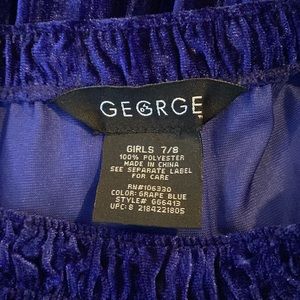 GEORGE
GIRLS 7/8
100% POLYESTER
MADE IN CHINA
SEE SEPARATE LABEL
FOR CARE
RN#106330
COLOR: GRAPE BLUE
STYLE# G66413
UPC: 8 2184221805